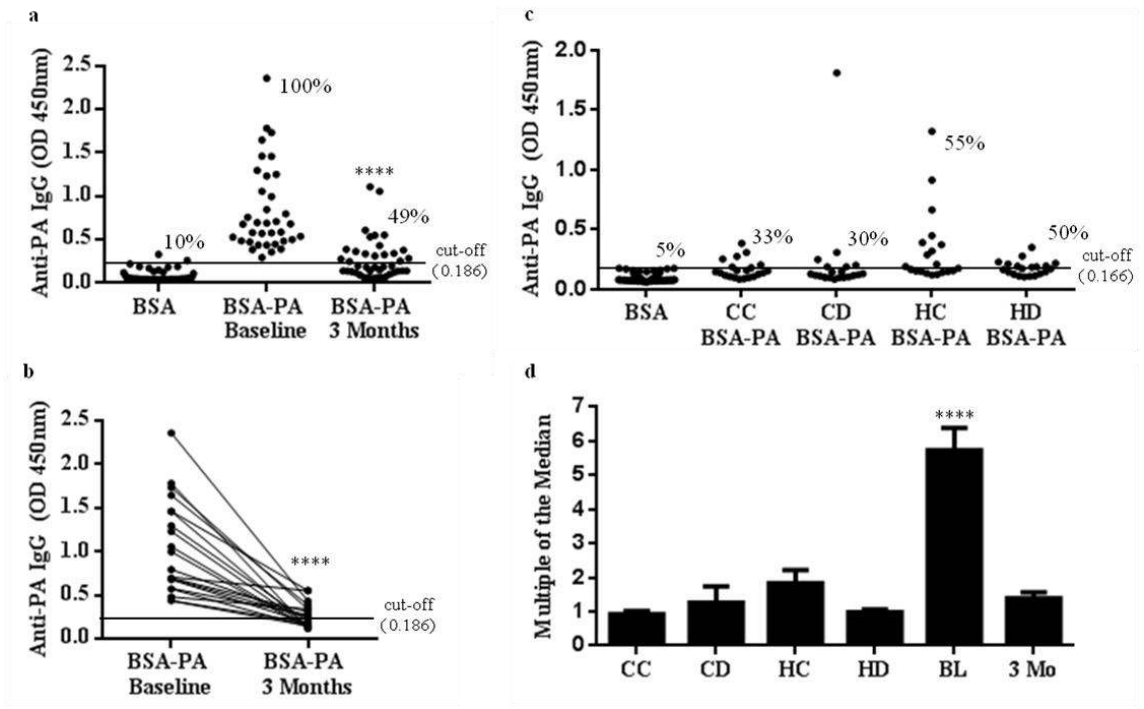 a
Anti-PA IgG (OD 450nm)
2.5
2.0
1.5
1.0
0.5
0.0
10%
100%
****
49%
cut-off
(0.186)
BSA
BSA-PA
Baseline
BSA-PA
3 Months
c
Anti-PA IgG (OD 450nm)
2.0
1.5
1.0
0.5
0.0
5%
33%
30%
55%
50%
cut-off
(0.166)
BSA
CC
BSA-PA
CD
BSA-PA
HC
BSA-PA
HD
BSA-PA
b
Anti-PA IgG (OD 450nm)
2.5
2.0
1.5
1.0
0.5
0.0
****
cut-off
(0.186)
BSA-PA
Baseline
BSA-PA
3 Months
d
Multiple of the Median
7
6
5
4
3
2
1
0
****
CC
CD
HC
HD
BL
3 Mo